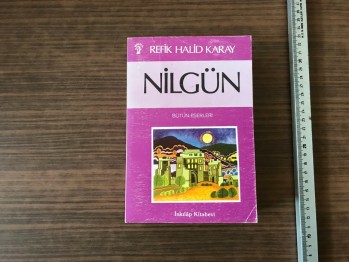 REFİK HALİD KARAY
NİLGÜN
BÜTÜN ESERLERİ
İnkılâp Kitabevi